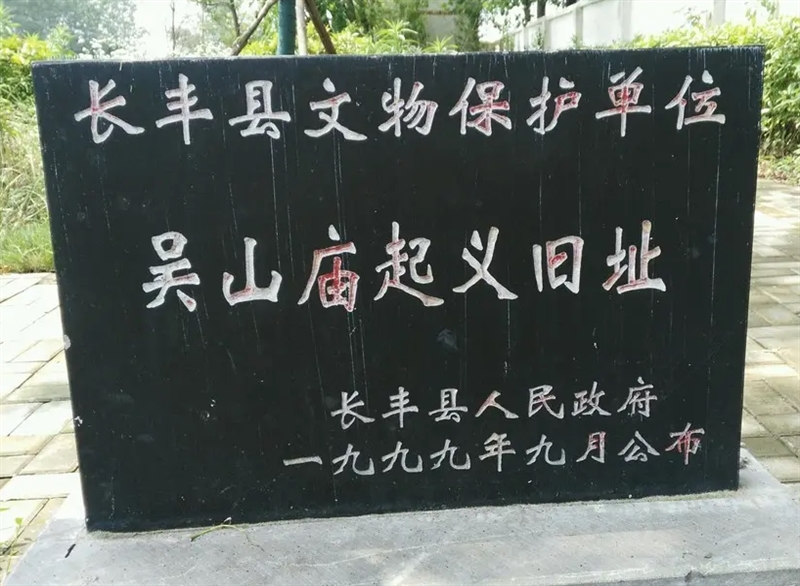 长丰县文物保护单位
吴山庙起义旧址
长丰县人民政府
一九九九年九月公布